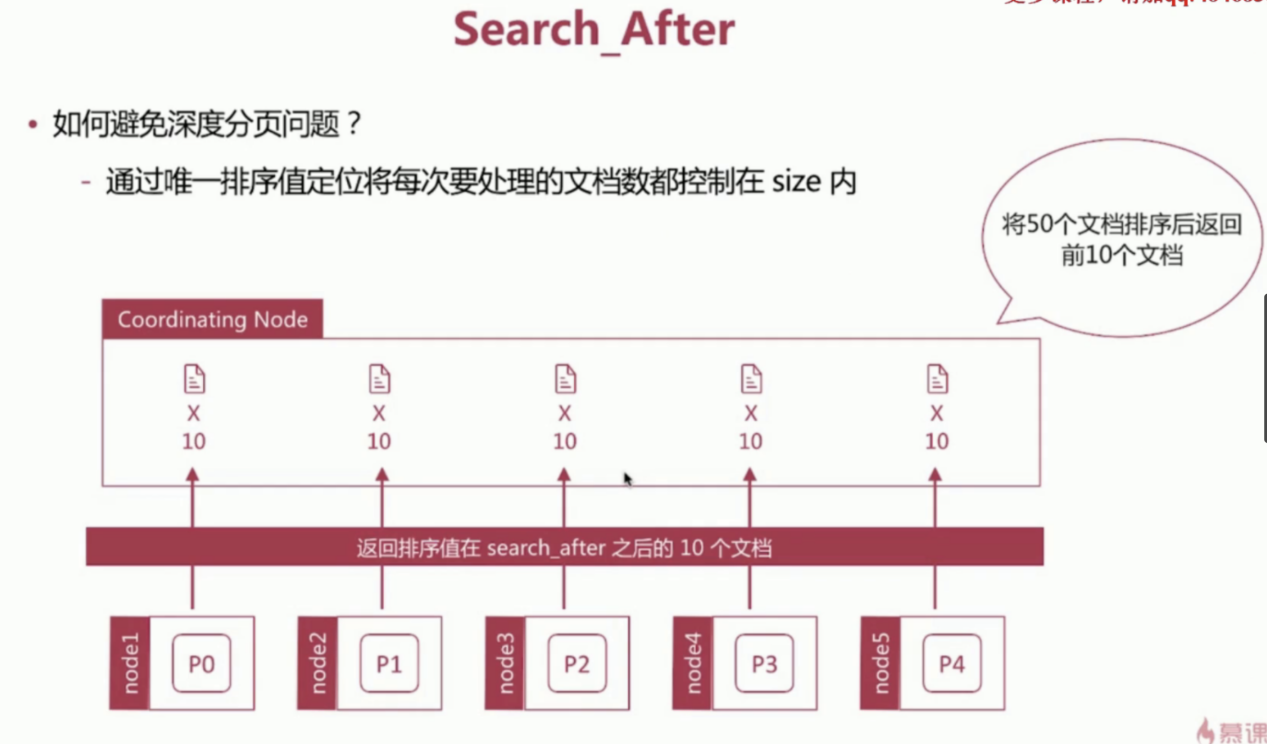 Search_After
• 如何避免深度分页问题？
- 通过唯一排序值定位将每次要处理的文档数都控制在 size 内
将50个文档排序后返回
前10个文档
Coordinating Node
X X X X X
10 10 10 10 10
返回排序值在 search_after 之后的 10 个文档
node1 P0 node2 P1 node3 P2 node4 P3 node5 P4
慕课